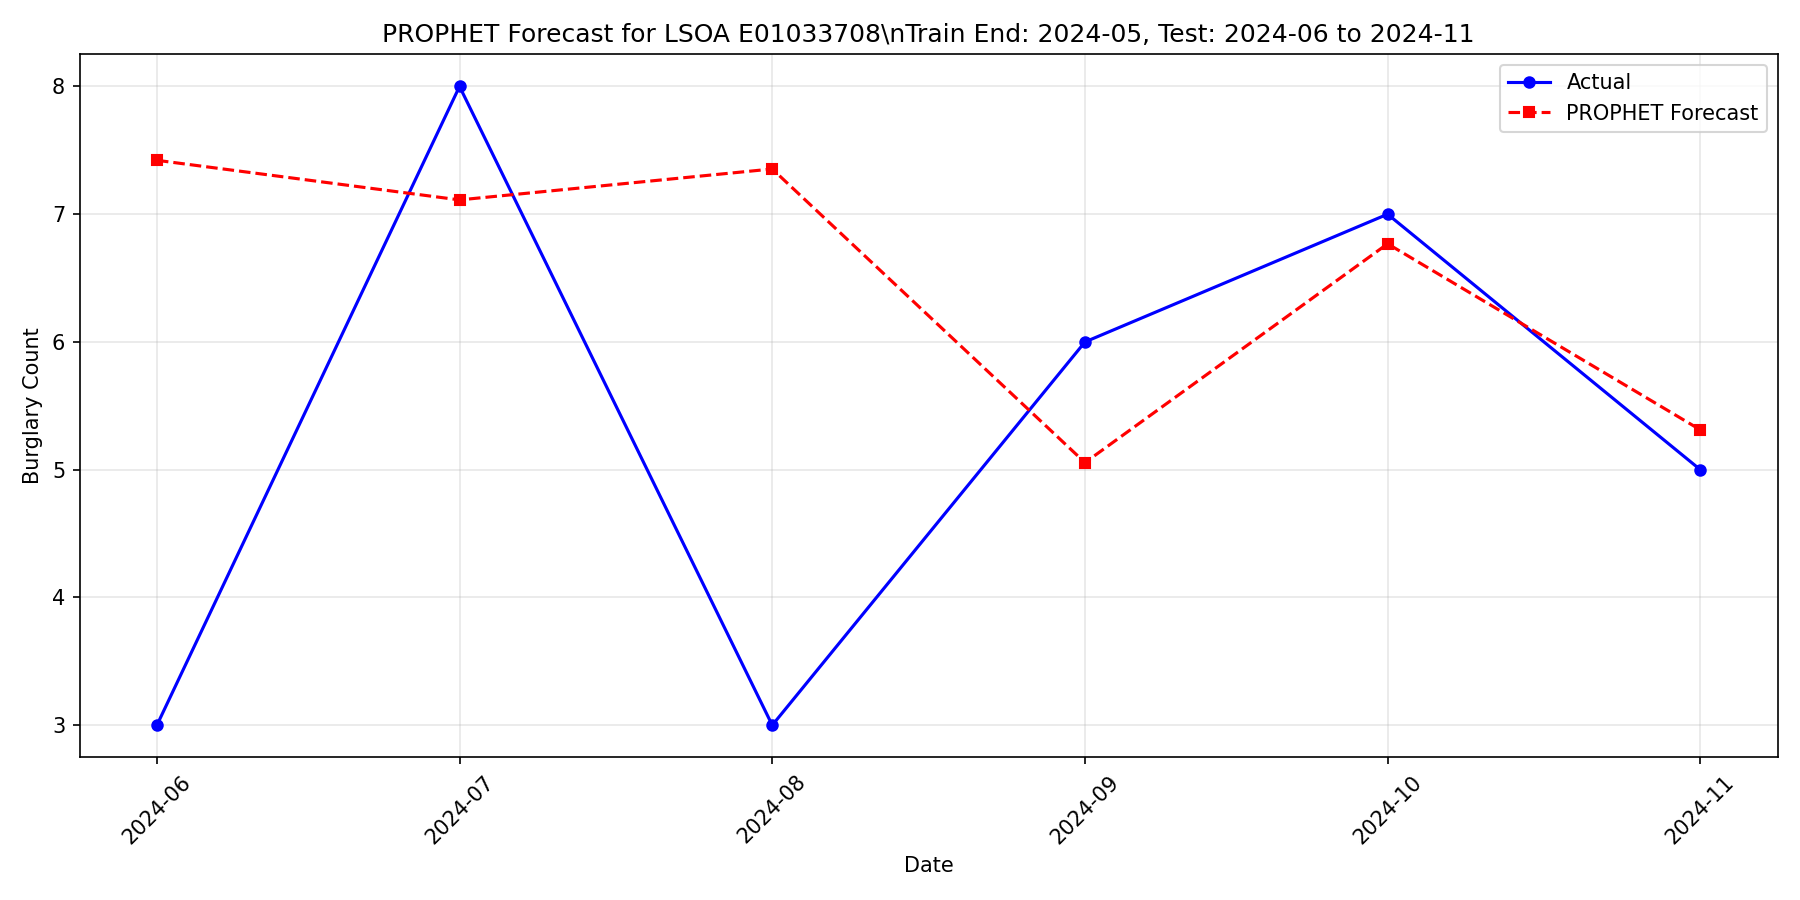 PROPHET Forecast for LSOA E01033708\nTrain End: 2024-05, Test: 2024-06 to 2024-11
Actual
PROPHET Forecast
Burglary Count
8
7
6
5
4
3
2024-06
2024-07
2024-08
2024-09
2024-10
2024-11
Date